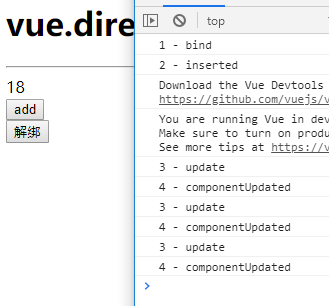 vue.dire
18
add
解绑
top
1 - bind
2 - inserted
Download the Vue Devtools
https://github.com/vuejs/v
You are running Vue in dev
Make sure to turn on produ
See more tips at https://
3 - update
4 - componentUpdated
3 - update
4 - componentUpdated
3 - update
4 - componentUpdated